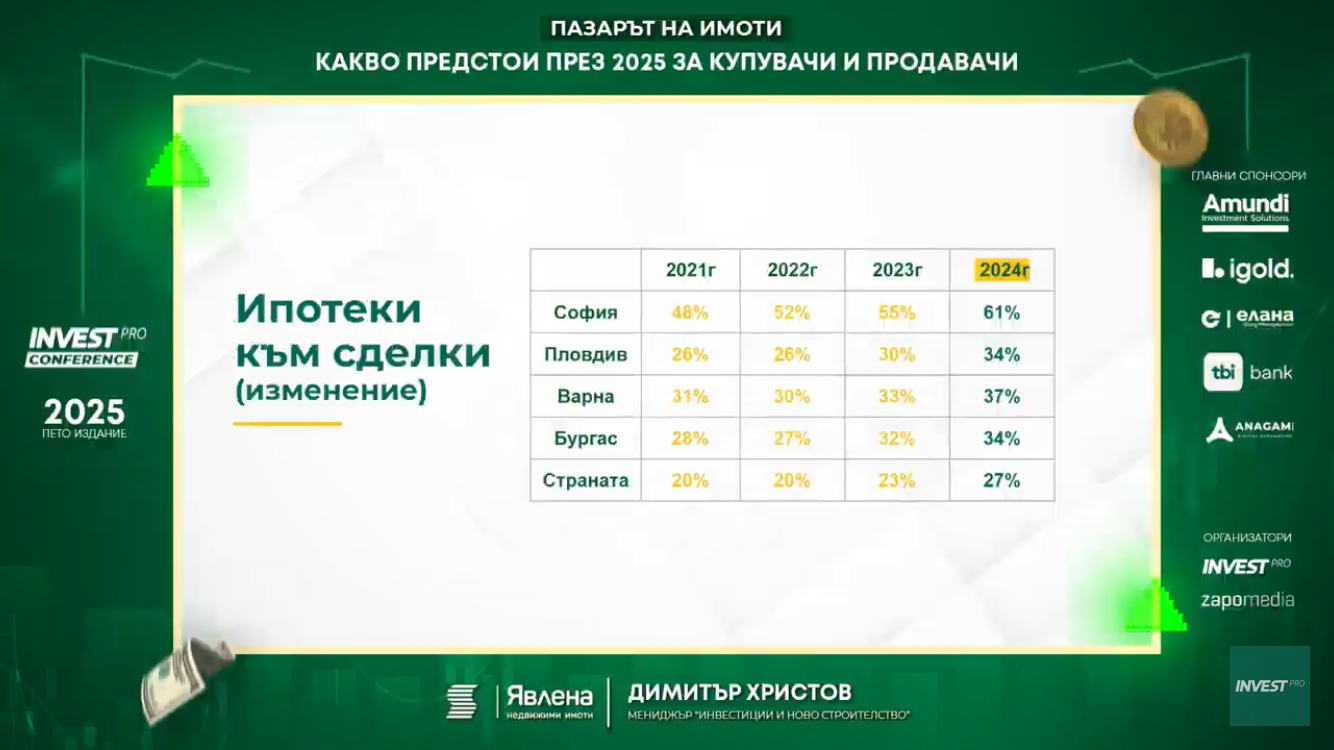 ПАЗАРЪТ НА ИМОТИ
КАКВО ПРЕДСТОИ ПРЕЗ 2025 ЗА КУПУВАЧИ И ПРОДАВАЧИ
INVEST PRO
CONFERENCE
2025
ПЕТО ИЗДАНИЕ
Ипотеки
към сделки
(изменение)
2021г 2022г 2023г 2024г
София 48% 52% 55% 61%
Пловдив 26% 26% 30% 34%
Варна 31% 30% 33% 37%
Бургас 28% 27% 32% 34%
Страната 20% 20% 23% 27%
ГЛАВНИ СПОНСОРИ
Amundi
Investment Solutions
igold.
елана
tbi bank
ANAGAMI
ОРГАНИЗАТОРИ
INVEST PRO
zapomedia
INVEST PRO
Явлена
недвижими имоти
ДИМИТЪР ХРИСТОВ
МЕНИДЖЪР "ИНВЕСТИЦИИ И НОВО СТРОИТЕЛСТВО"